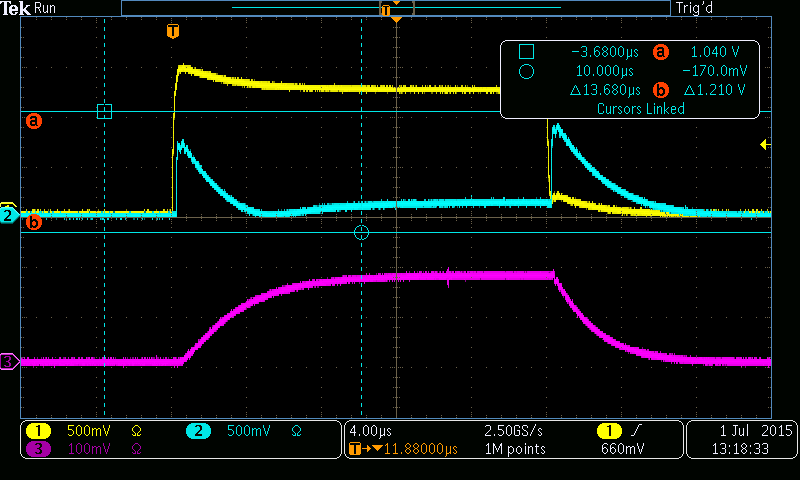 Tek Run Trig'd
T
T
−3.6800µs a 1.040 V
10.000µs −170.0mV
Δ13.680µs b Δ1.210 V
Cursors Linked
a
2
b
3
1 500mV Ω 2 500mV Ω 4.00µs 2.50GS/s 1 660mV 1 Jul 2015
3 100mV Ω T→▼11.88000µs 1M points 13:18:33